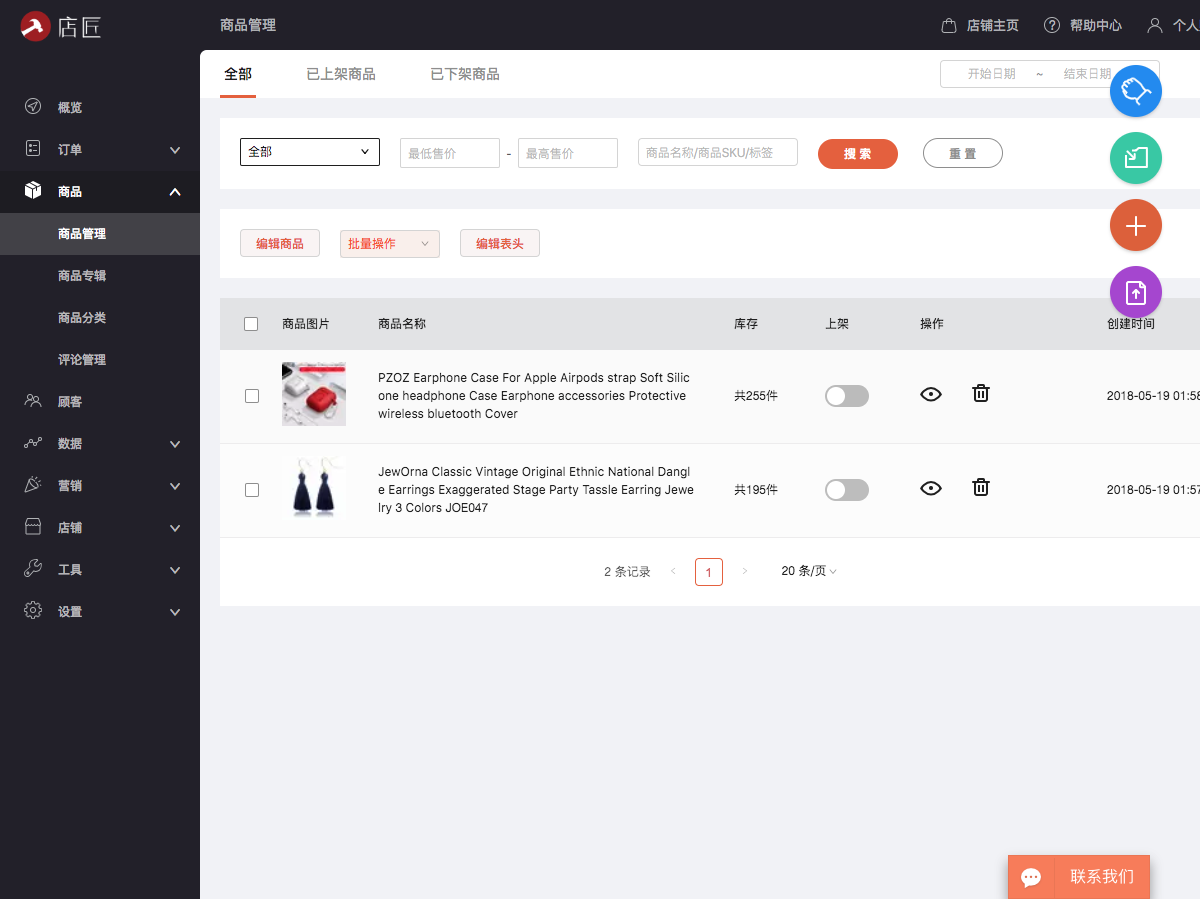 店匠
商品管理
店铺主页
帮助中心
个人
概览
订单
商品
商品管理
商品专辑
商品分类
评论管理
顾客
数据
营销
店铺
工具
设置
全部
已上架商品
已下架商品
开始日期 ~ 结束日期
全部
最低售价 - 最高售价
商品名称/商品SKU/标签
搜 索
重 置
编辑商品
批量操作
编辑表头
商品图片 商品名称 库存 上架 操作 创建时间
PZOZ Earphone Case For Apple Airpods strap Soft Silic
one headphone Case Earphone accessories Protective
wireless bluetooth Cover
共255件
2018-05-19 01:58
JewOrna Classic Vintage Original Ethnic National Dangl
e Earrings Exaggerated Stage Party Tassle Earring Jewe
lry 3 Colors JOE047
共195件
2018-05-19 01:57
2 条记录 < 1 > 20 条/页
联系我们